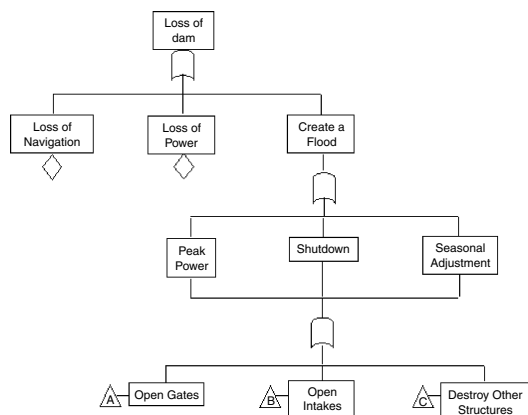 Loss of
dam
Loss of
Navigation
Loss of
Power
Create a
Flood
Peak
Power
Shutdown
Seasonal
Adjustment
A
Open Gates
B
Open
Intakes
C
Destroy Other
Structures